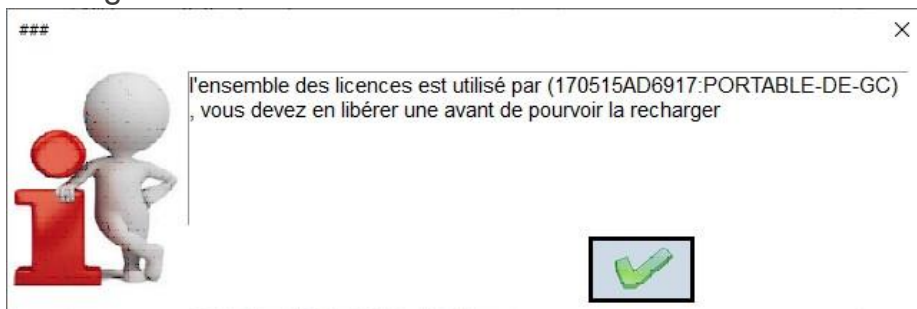 ###
l'ensemble des licences est utilisé par (170515AD6917:PORTABLE-DE-GC)
, vous devez en libérer une avant de pourvoir la recharger